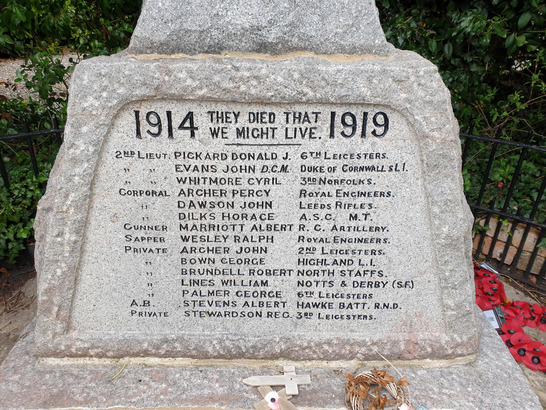 1914 THEY DIED THAT 1919
WE MIGHT LIVE.
2ND LIEUT. PICKARD DONALD J. 6TH LEICESTERS.
" EVANS JOHN D.C.M. DUKE OF CORNWALLS L.I.
" WHITMORE CYRIL. 3RD NORFOLKS.
CORPORAL ARCHER PERCY ROYAL ENGINEERS.
" DAWSON JOHN LEEDS RIFLES.
" DILKS HORACE A.S.C. M.T.
GUNNER MARRIOTT ALBERT R.G. ARTILLERY.
SAPPER WESLEY RALPH ROYAL ENGINEERS.
PRIVATE ARCHER JOHN 2ND LEICESTERS.
" BOWN GEORGE HIGHLAND L.I.
" BRUNDELL ROBERT NORTH STAFFS.
" LINES WILLIAM NOTTS & DERBY (S.F.)
" PALMER GEORGE 6TH LEICESTERS
A.B. STEVENS ALBERT. HAWKE BATT. R.N.D.
PRIVATE STEWARDSON REG. 3RD LEICESTERS.